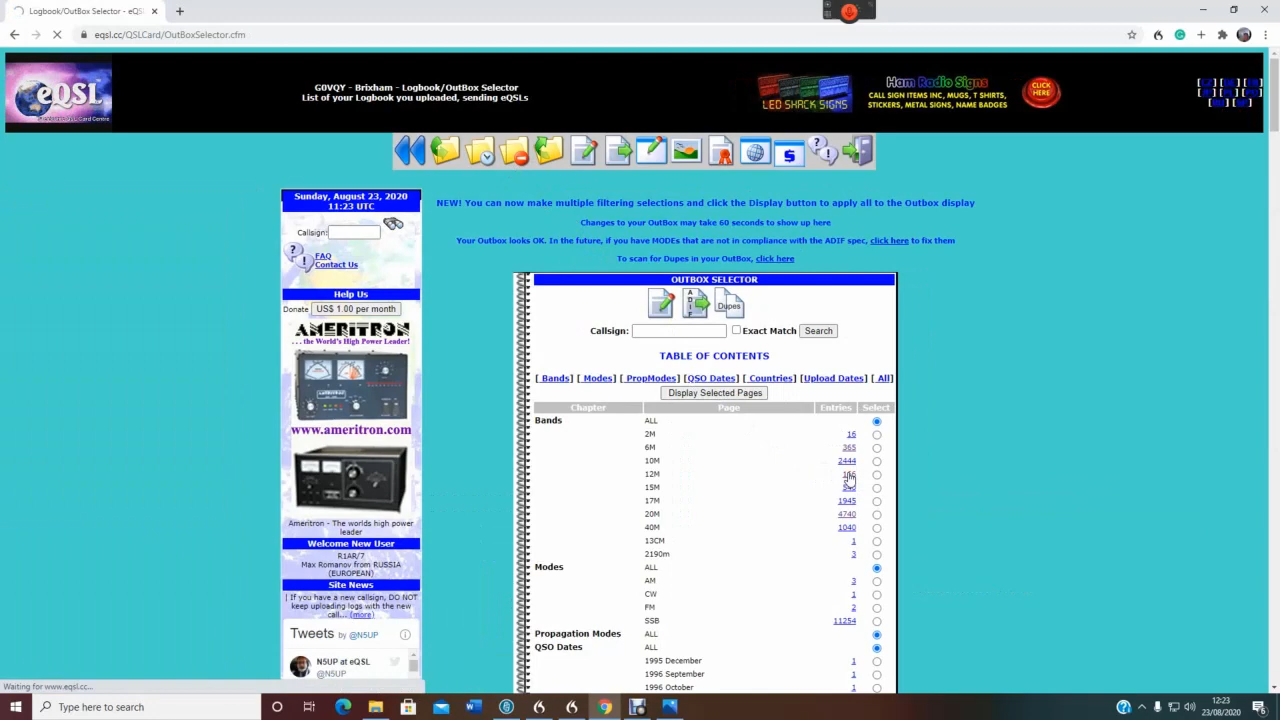 Logbook/OutBox Selector - eQSL
eqsl.cc/QSLCard/OutBoxSelector.cfm
eQSL
G0VQY - Brixham - Logbook/OutBox Selector
List of your Logbook you uploaded, sending eQSLs
LED SHACK SIGNS
Ham Radio Signs
CALL SIGN ITEMS INC, MUGS, T SHIRTS,
STICKERS, METAL SIGNS, NAME BADGES
CLICK
HERE
Sunday, August 23, 2020
11:23 UTC
Callsign:
FAQ
Contact Us
Help Us
Donate US$ 1.00 per month
AMERITRON
...the World's High Power Leader!
www.ameritron.com
Ameritron - The worlds high power
leader
Welcome New User
R1AR/7
Max Romanov from RUSSIA
(EUROPEAN)
Site News
[ If you have a new callsign, DO NOT
keep uploading logs with the new
call... (more)
Tweets by @N5UP
N5UP at eQSL
@N5UP
NEW! You can now make multiple filtering selections and click the Display button to apply all to the Outbox display
Changes to your OutBox may take 60 seconds to show up here
Your Outbox looks OK. In the future, if you have MODEs that are not in compliance with the ADIF spec, click here to fix them
To scan for Dupes in your OutBox, click here
OUTBOX SELECTOR
ADI F Dupes
Callsign: Exact Match Search
TABLE OF CONTENTS
[ Bands] [ Modes] [ PropModes] [QSO Dates] [ Countries] [Upload Dates] [ All]
Display Selected Pages
Chapter Page Entries Select
Bands ALL
2M 16
6M 365
10M 2444
12M
15M
17M 1945
20M 4740
40M 1040
13CM 1
2190m 3
Modes ALL
AM 3
CW 1
FM 2
SSB 11254
Propagation Modes ALL
QSO Dates ALL
1995 December 1
1996 September 1
1996 October 1
Waiting for www.eqsl.cc...
Type here to search
12:23
23/08/2020